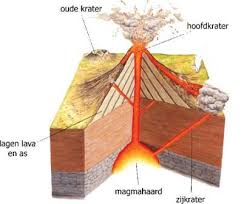 oude krater
hoofdkrater
lagen lava
en as
magmahaard
zijkrater